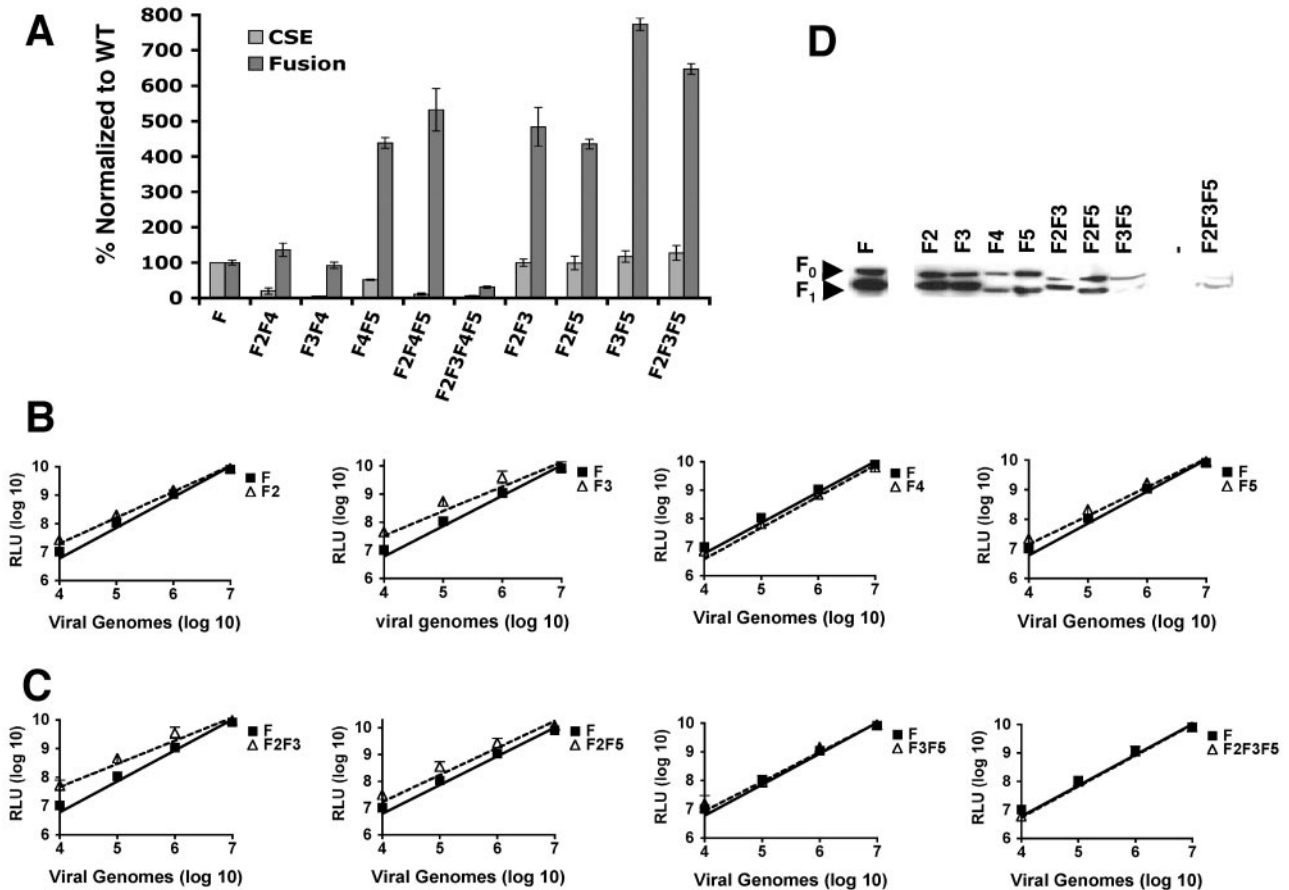 A
% Normalized to WT
800
700
600
500
400
300
200
100
0
CSE
Fusion
F
F2F4
F3F4
F4F5
F2F4F5
F2F3F4F5
F2F3
F2F5
F3F5
F2F3F5
D
F
F2
F3
F4
F5
F2F3
F2F5
F3F5
-
F2F3F5
F0
F1
B
RLU (log 10)
10
9
8
7
6
4 5 6 7
Viral Genomes (log 10)
F
F2
RLU (log 10)
10
9
8
7
6
4 5 6 7
viral genomes (log 10)
F
F3
RLU (log 10)
10
9
8
7
6
4 5 6 7
Viral Genomes (log 10)
F
F4
RLU (log 10)
10
9
8
7
6
4 5 6 7
Viral Genomes (log 10)
F
F5
C
RLU (log 10)
10
9
8
7
6
4 5 6 7
Viral Genomes (log 10)
F
F2F3
RLU (log 10)
10
9
8
7
6
4 5 6 7
Viral Genomes (log 10)
F
F2F5
RLU (log 10)
10
9
8
7
6
4 5 6 7
Viral Genomes (log 10)
F
F3F5
RLU (log 10)
10
9
8
7
6
4 5 6 7
Viral Genomes (log 10)
F
F2F3F5